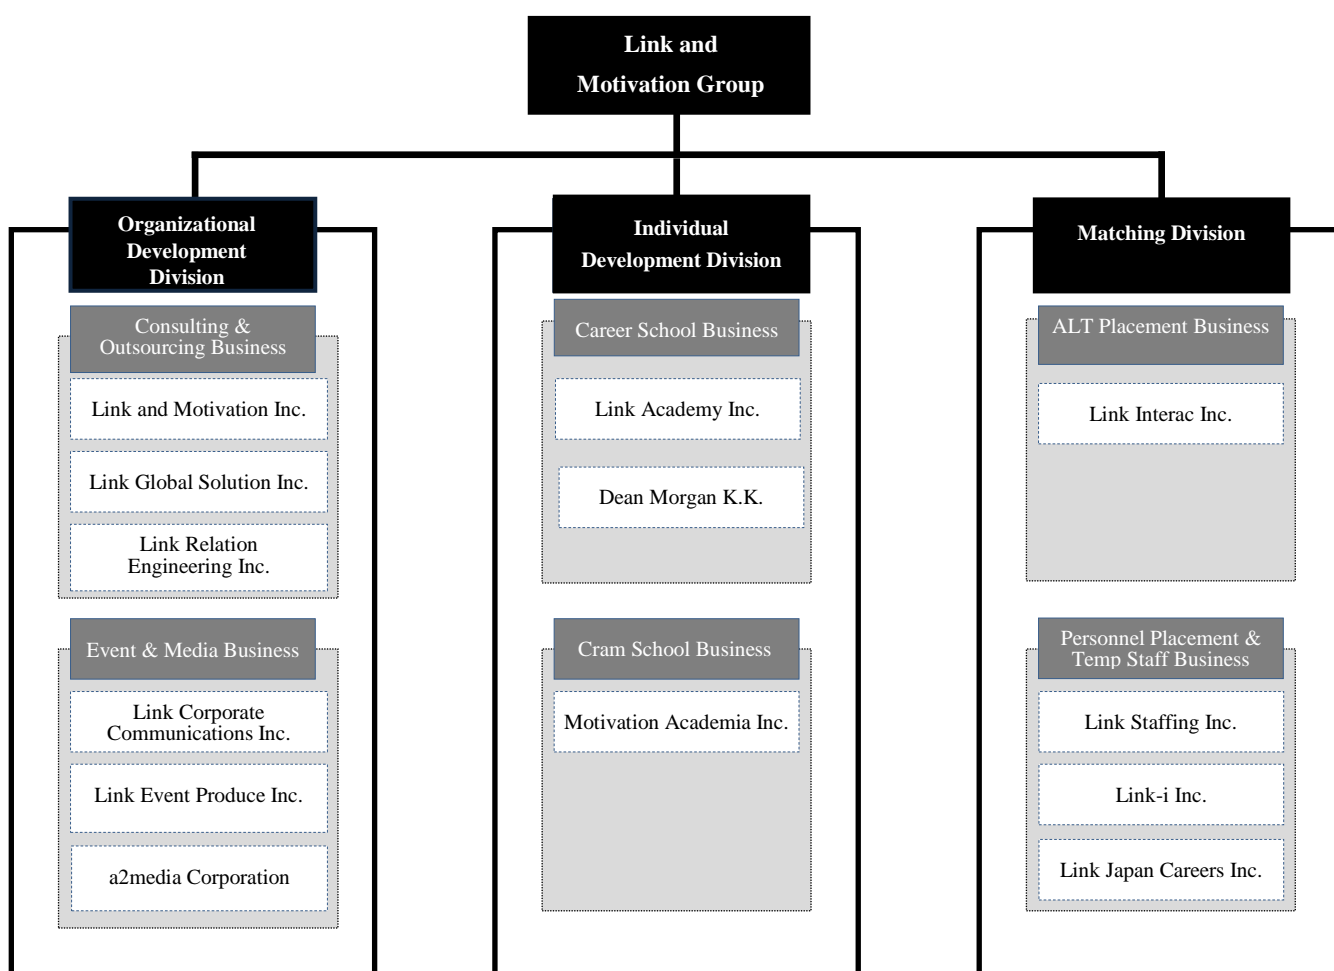 Link and
Motivation Group
Organizational
Development
Division
Consulting &
Outsourcing Business
Link and Motivation Inc.
Link Global Solution Inc.
Link Relation
Engineering Inc.
Event & Media Business
Link Corporate
Communications Inc.
Link Event Produce Inc.
a2media Corporation
Individual
Development Division
Career School Business
Link Academy Inc.
Dean Morgan K.K.
Cram School Business
Motivation Academia Inc.
Matching Division
ALT Placement Business
Link Interac Inc.
Personnel Placement &
Temp Staff Business
Link Staffing Inc.
Link-i Inc.
Link Japan Careers Inc.